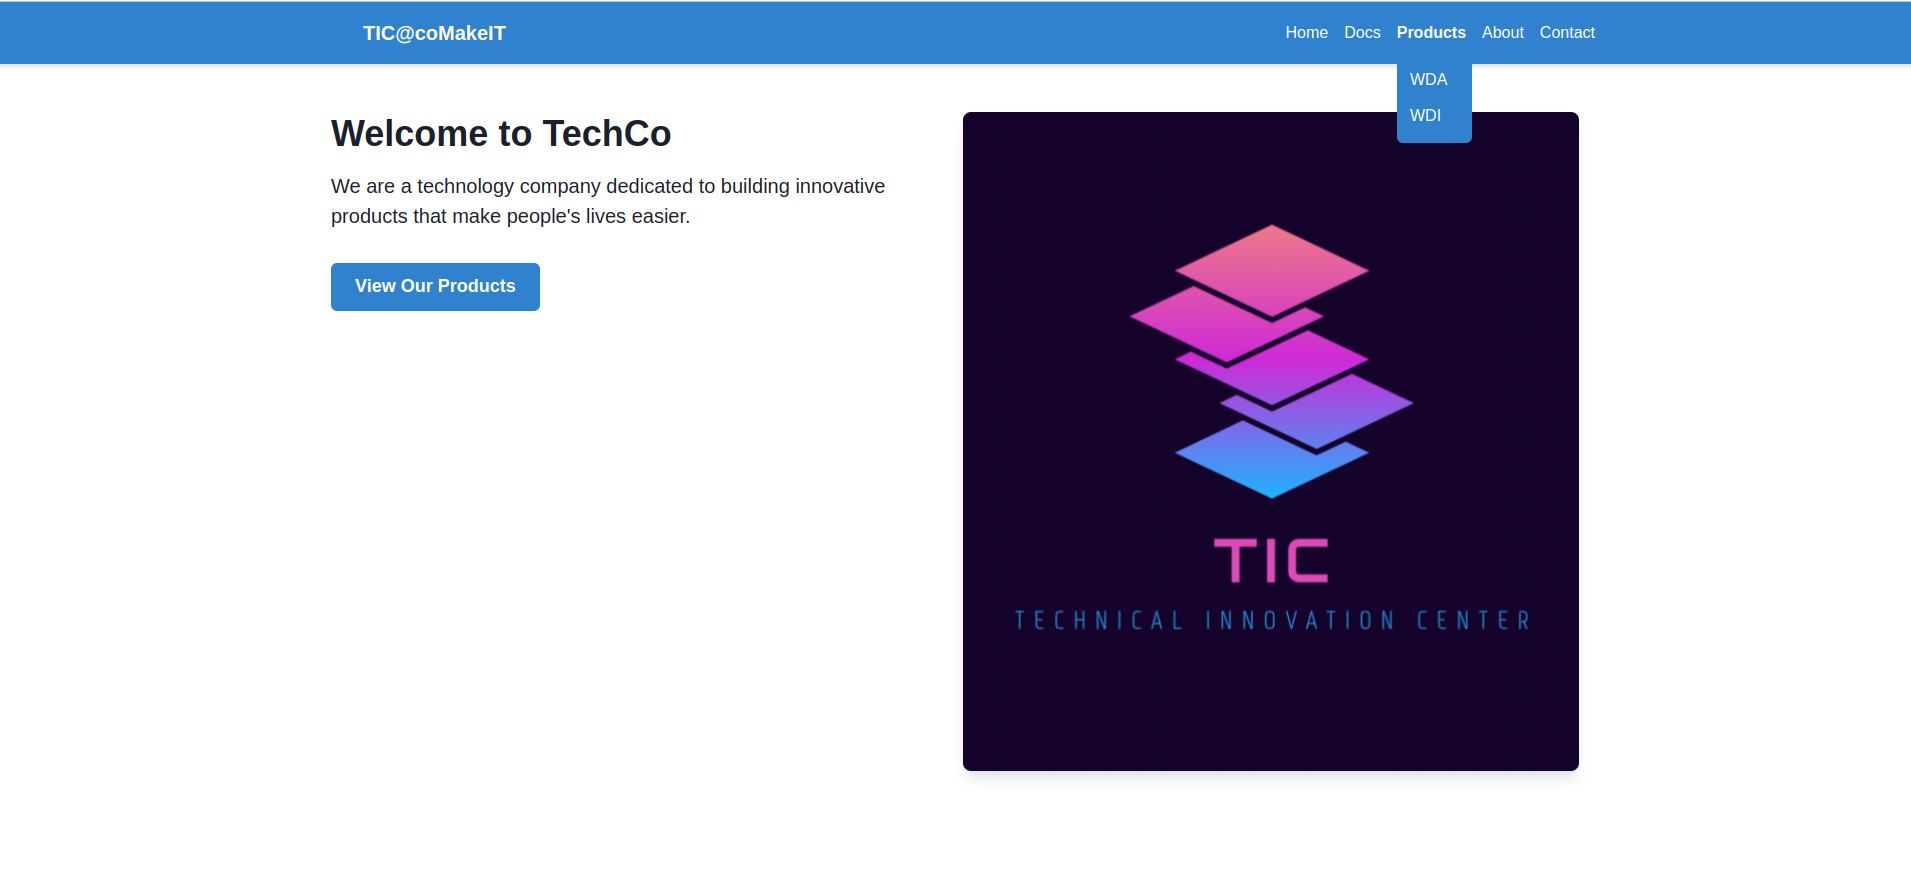 TIC@coMakeIT
Home Docs Products About Contact
WDA
WDI
Welcome to TechCo
We are a technology company dedicated to building innovative
products that make people's lives easier.
View Our Products
TIC
TECHNICAL INNOVATION CENTER